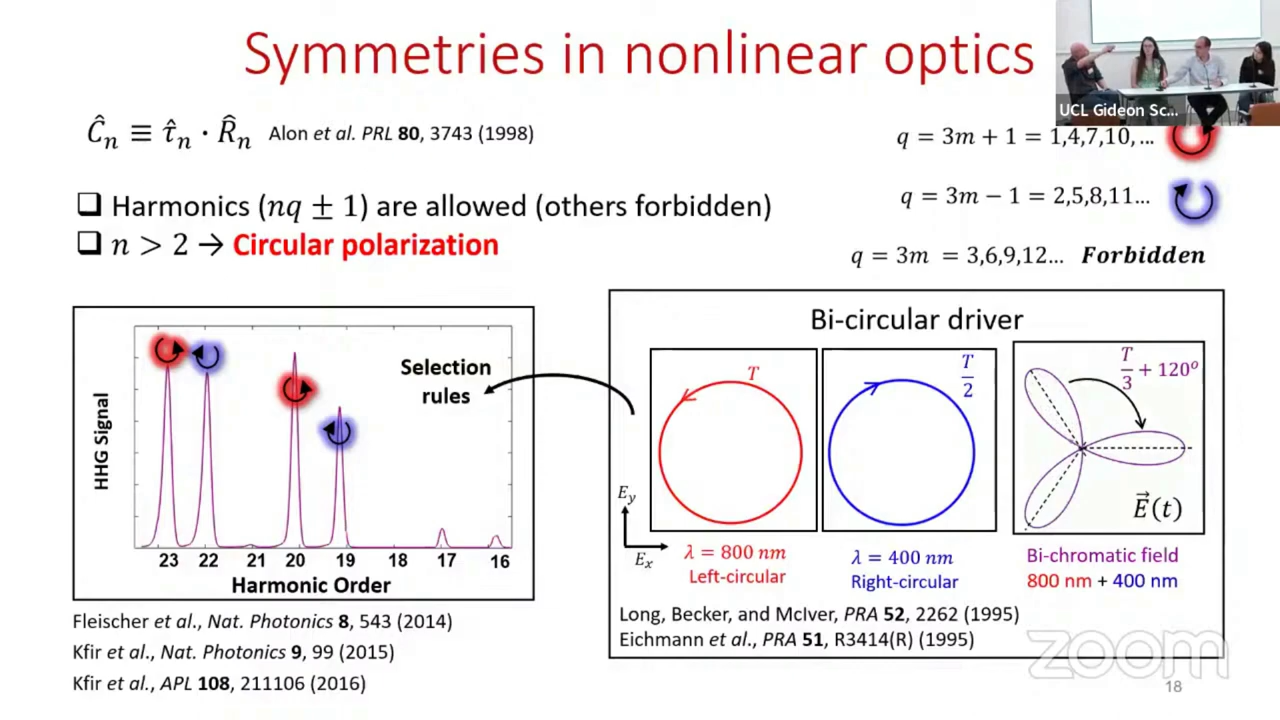 Symmetries in nonlinear optics
UCL Gideon Sc...
Ĉₙ ≡ t̂ₙ · R̂ₙ Alon et al. PRL 80, 3743 (1998)
❑ Harmonics (nq ± 1) are allowed (others forbidden)
❑ n > 2 → Circular polarization
q = 3m + 1 = 1,4,7,10, ...
q = 3m − 1 = 2,5,8,11...
q = 3m = 3,6,9,12... Forbidden
HHG Signal
Selection
rules
23 22 21 20 19 18 17 16
Harmonic Order
Fleischer et al., Nat. Photonics 8, 543 (2014)
Kfir et al., Nat. Photonics 9, 99 (2015)
Kfir et al., APL 108, 211106 (2016)
Bi-circular driver
T
T/2
T/3 + 120°
E⃗(t)
E_y
E_x
λ = 800 nm
Left-circular
λ = 400 nm
Right-circular
Bi-chromatic field
800 nm + 400 nm
Long, Becker, and McIver, PRA 52, 2262 (1995)
Eichmann et al., PRA 51, R3414(R) (1995)
zoom
18